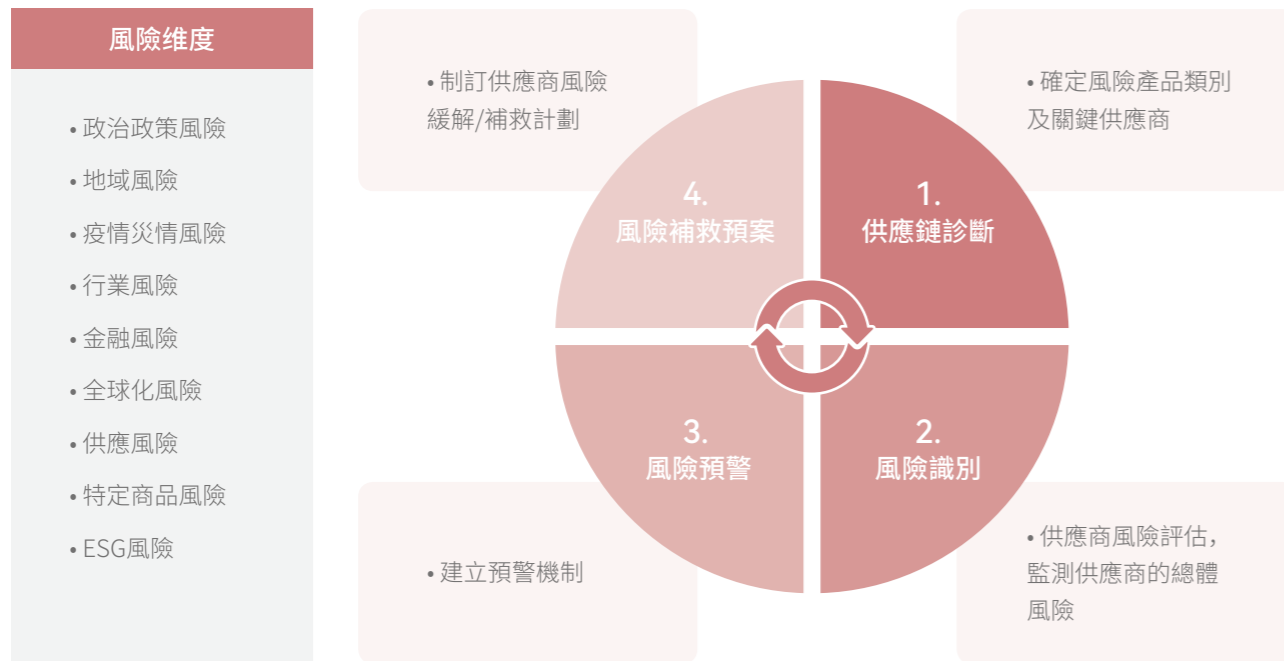 風險维度
• 政治政策風險
• 地域風險
• 疫情災情風險
• 行業風險
• 金融風險
• 全球化風險
• 供應風險
• 特定商品風險
• ESG風險
• 制訂供應商風險
緩解/補救計劃
• 確定風險產品類別
及關鍵供應商
4.
風險補救預案
1.
供應鏈診斷
3.
風險預警
2.
風險識別
• 建立預警機制
• 供應商風險評估，
監測供應商的總體
風險